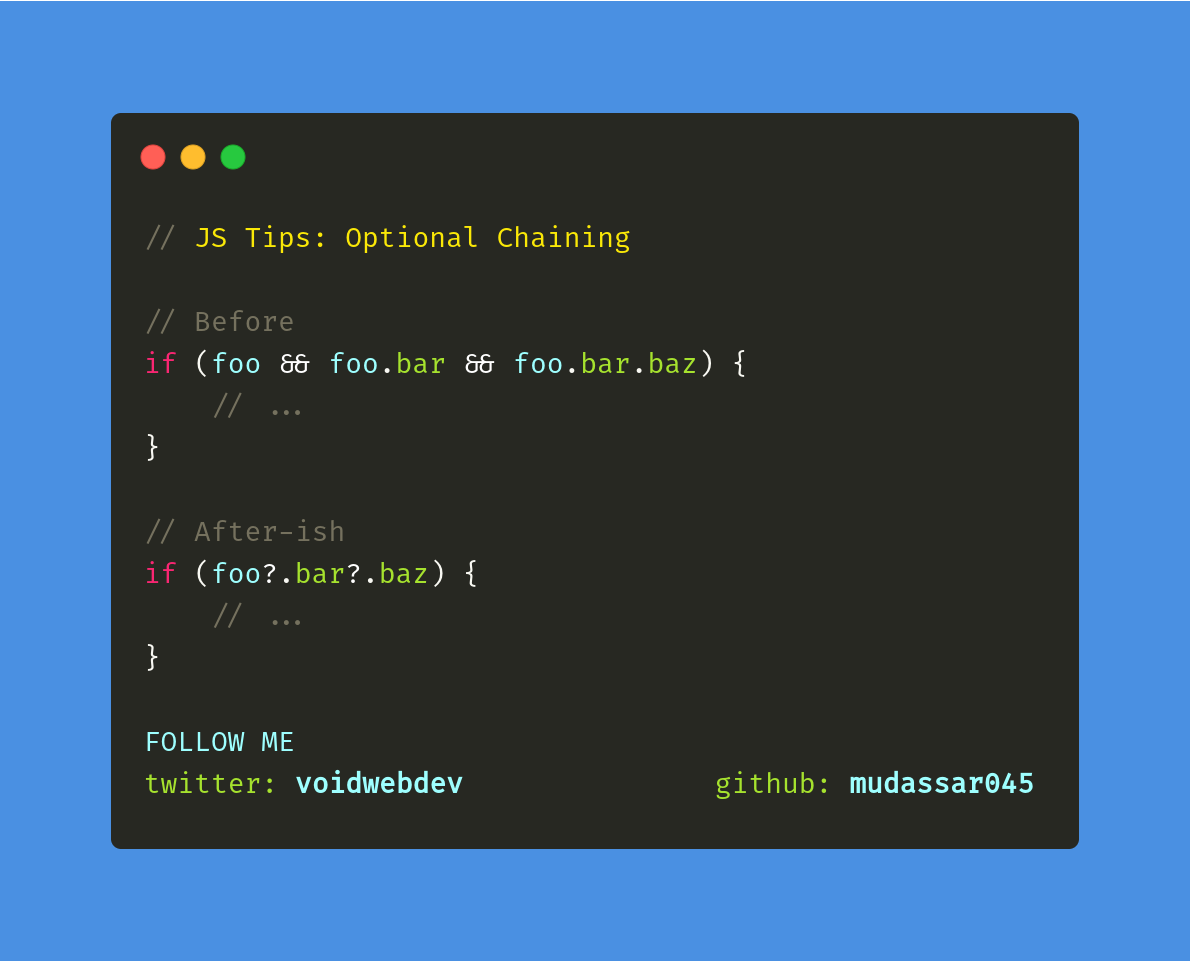 // JS Tips: Optional Chaining
// Before
if (foo && foo.bar && foo.bar.baz) {
    // ...
}
// After-ish
if (foo?.bar?.baz) {
    // ...
}
FOLLOW ME
twitter: voidwebdev github: mudassar045